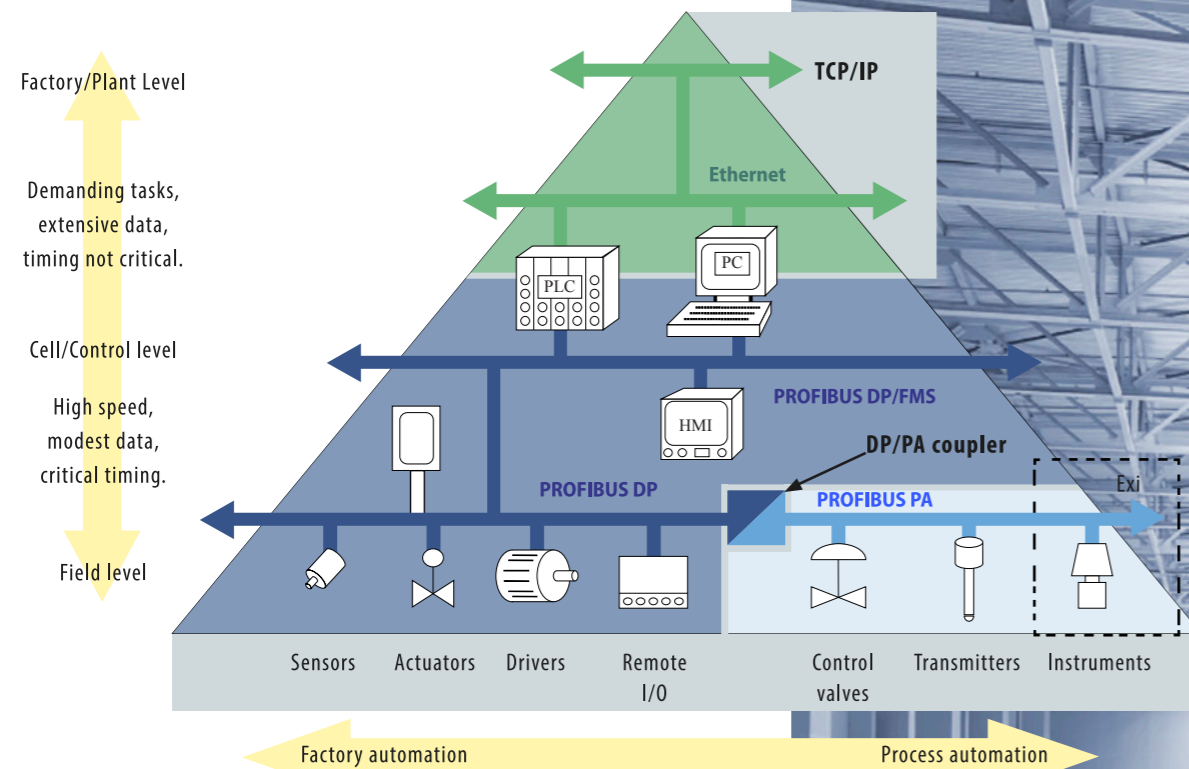 Factory/Plant Level
TCP/IP
Demanding tasks,
extensive data,
timing not critical.
Ethernet
PLC
PC
Cell/Control level
High speed,
modest data,
critical timing.
PROFIBUS DP/FMS
HMI
DP/PA coupler
PROFIBUS DP
PROFIBUS PA
Exi
Field level
Sensors
Actuators
Drivers
Remote
I/O
Control
valves
Transmitters
Instruments
Factory automation
Process automation